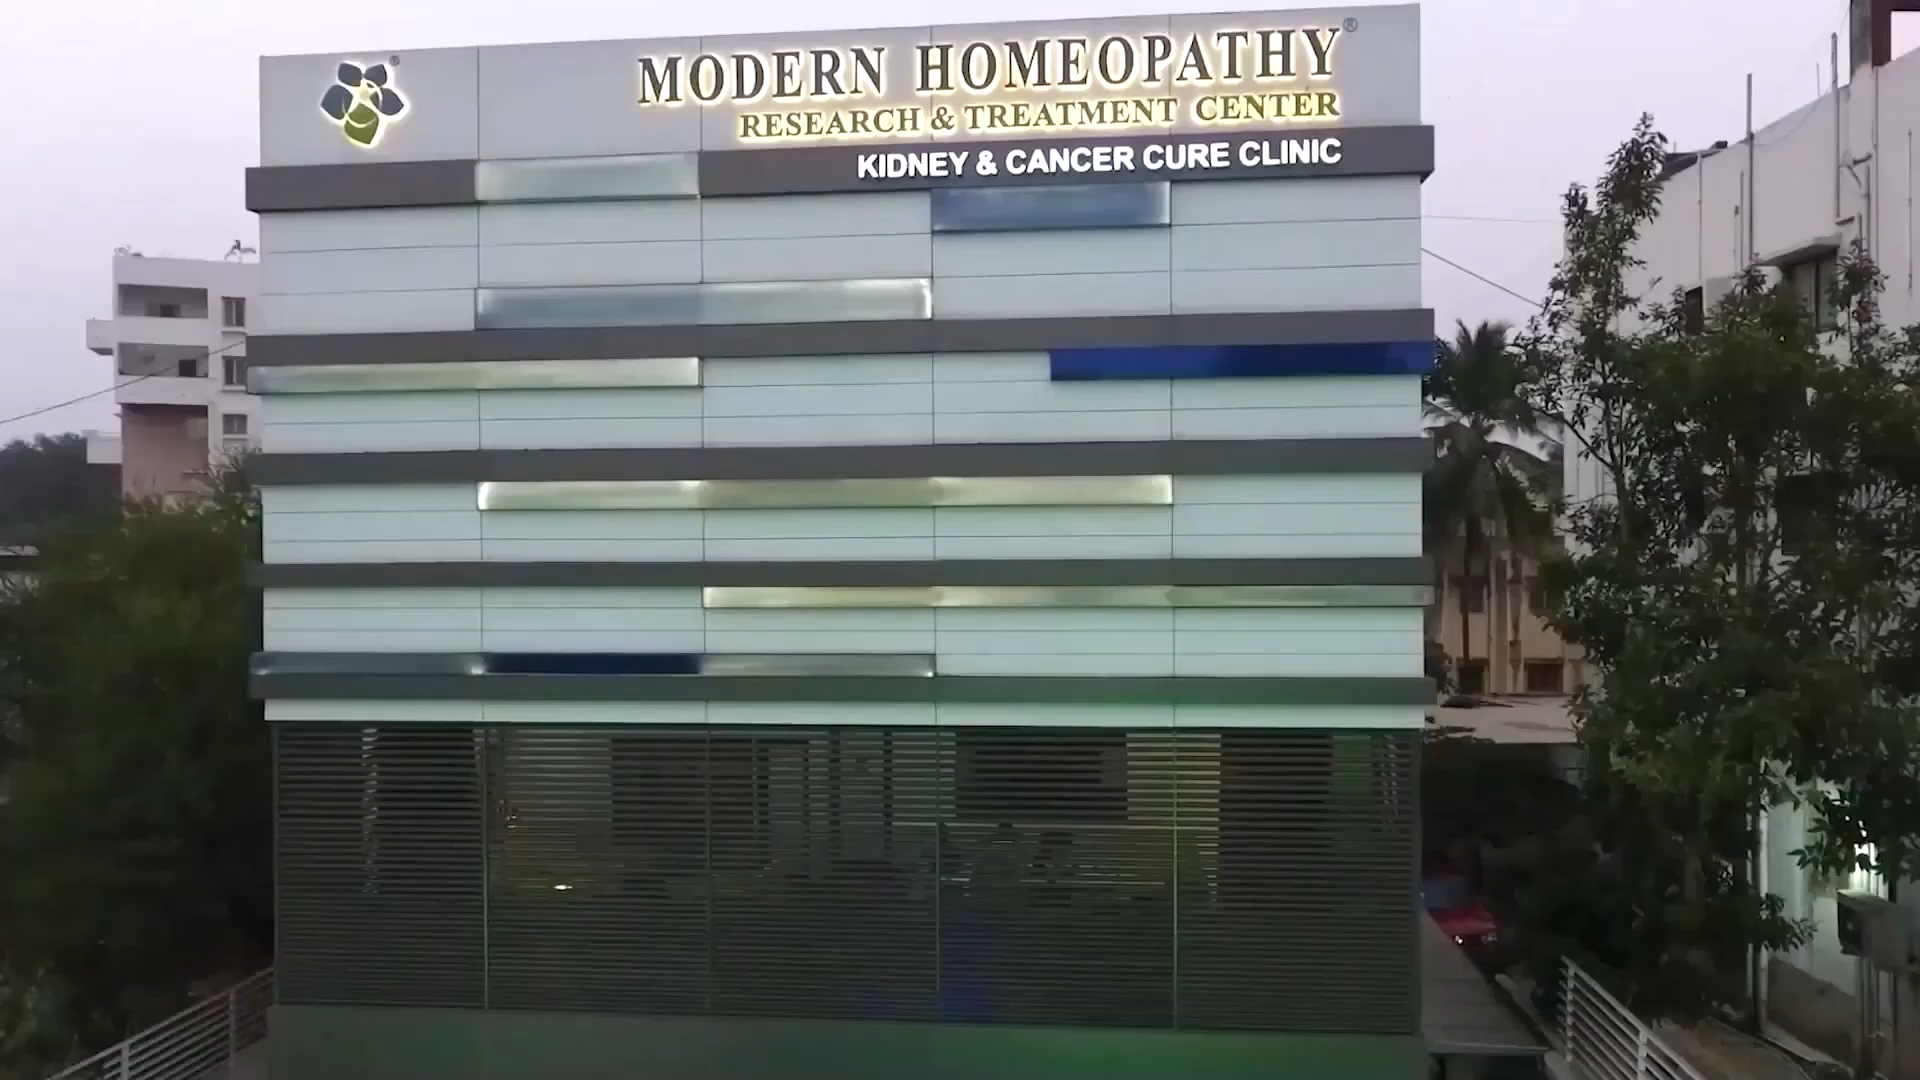 MODERN HOMEOPATHY®
RESEARCH & TREATMENT CENTER
KIDNEY & CANCER CURE CLINIC
®